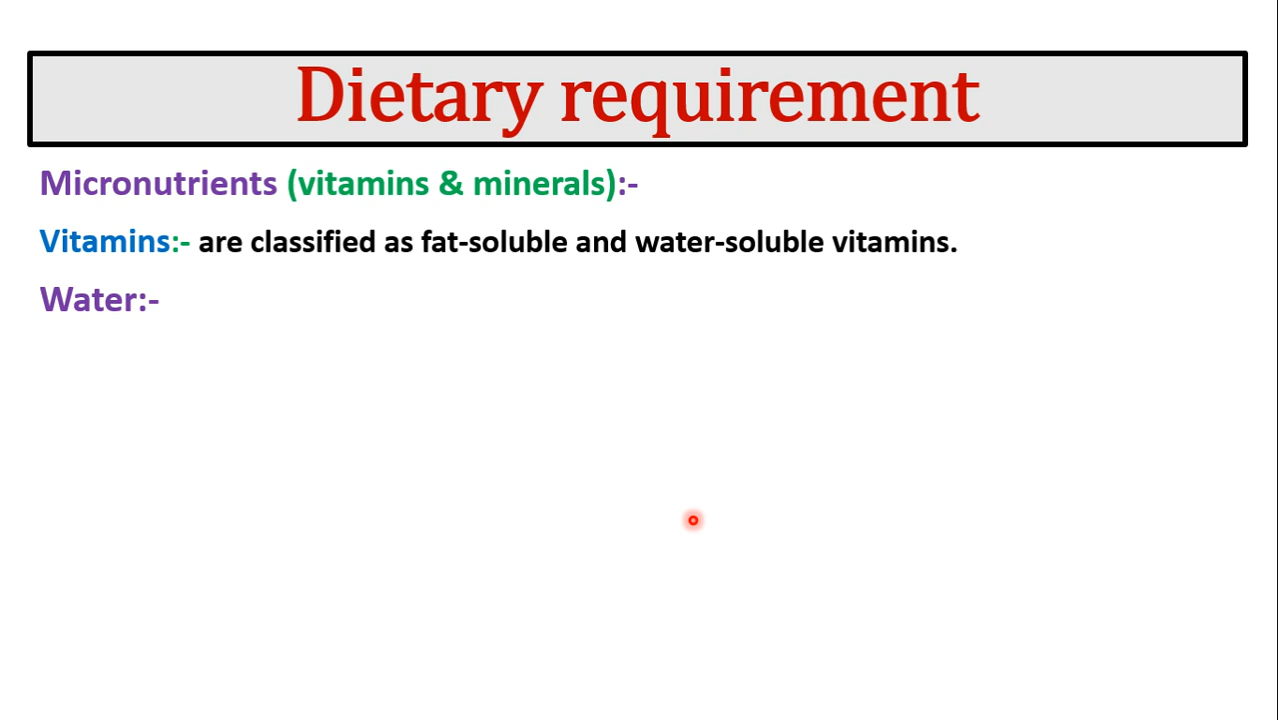 Dietary requirement
Micronutrients (vitamins & minerals):-
Vitamins:- are classified as fat-soluble and water-soluble vitamins.
Water:-